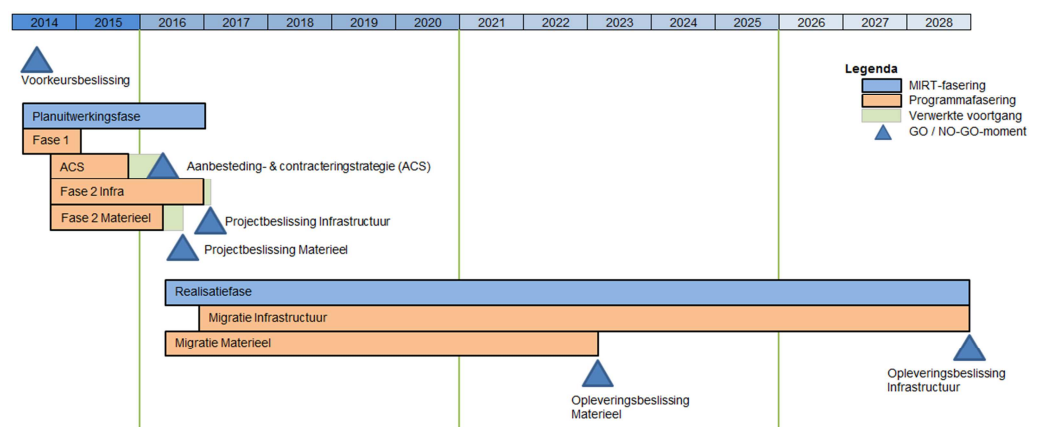 2014 2015 2016 2017 2018 2019 2020 2021 2022 2023 2024 2025 2026 2027 2028
Voorkeursbeslissing
Legenda
MIRT-fasering
Programmafasering
Verwerkte voortgang
GO / NO-GO-moment
Planuitwerkingsfase
Fase 1
ACS
Aanbesteding- & contracteringstrategie (ACS)
Fase 2 Infra
Fase 2 Materieel
Projectbeslissing Infrastructuur
Projectbeslissing Materieel
Realisatiefase
Migratie Infrastructuur
Migratie Materieel
Opleveringsbeslissing
Materieel
Opleveringsbeslissing
Infrastructuur